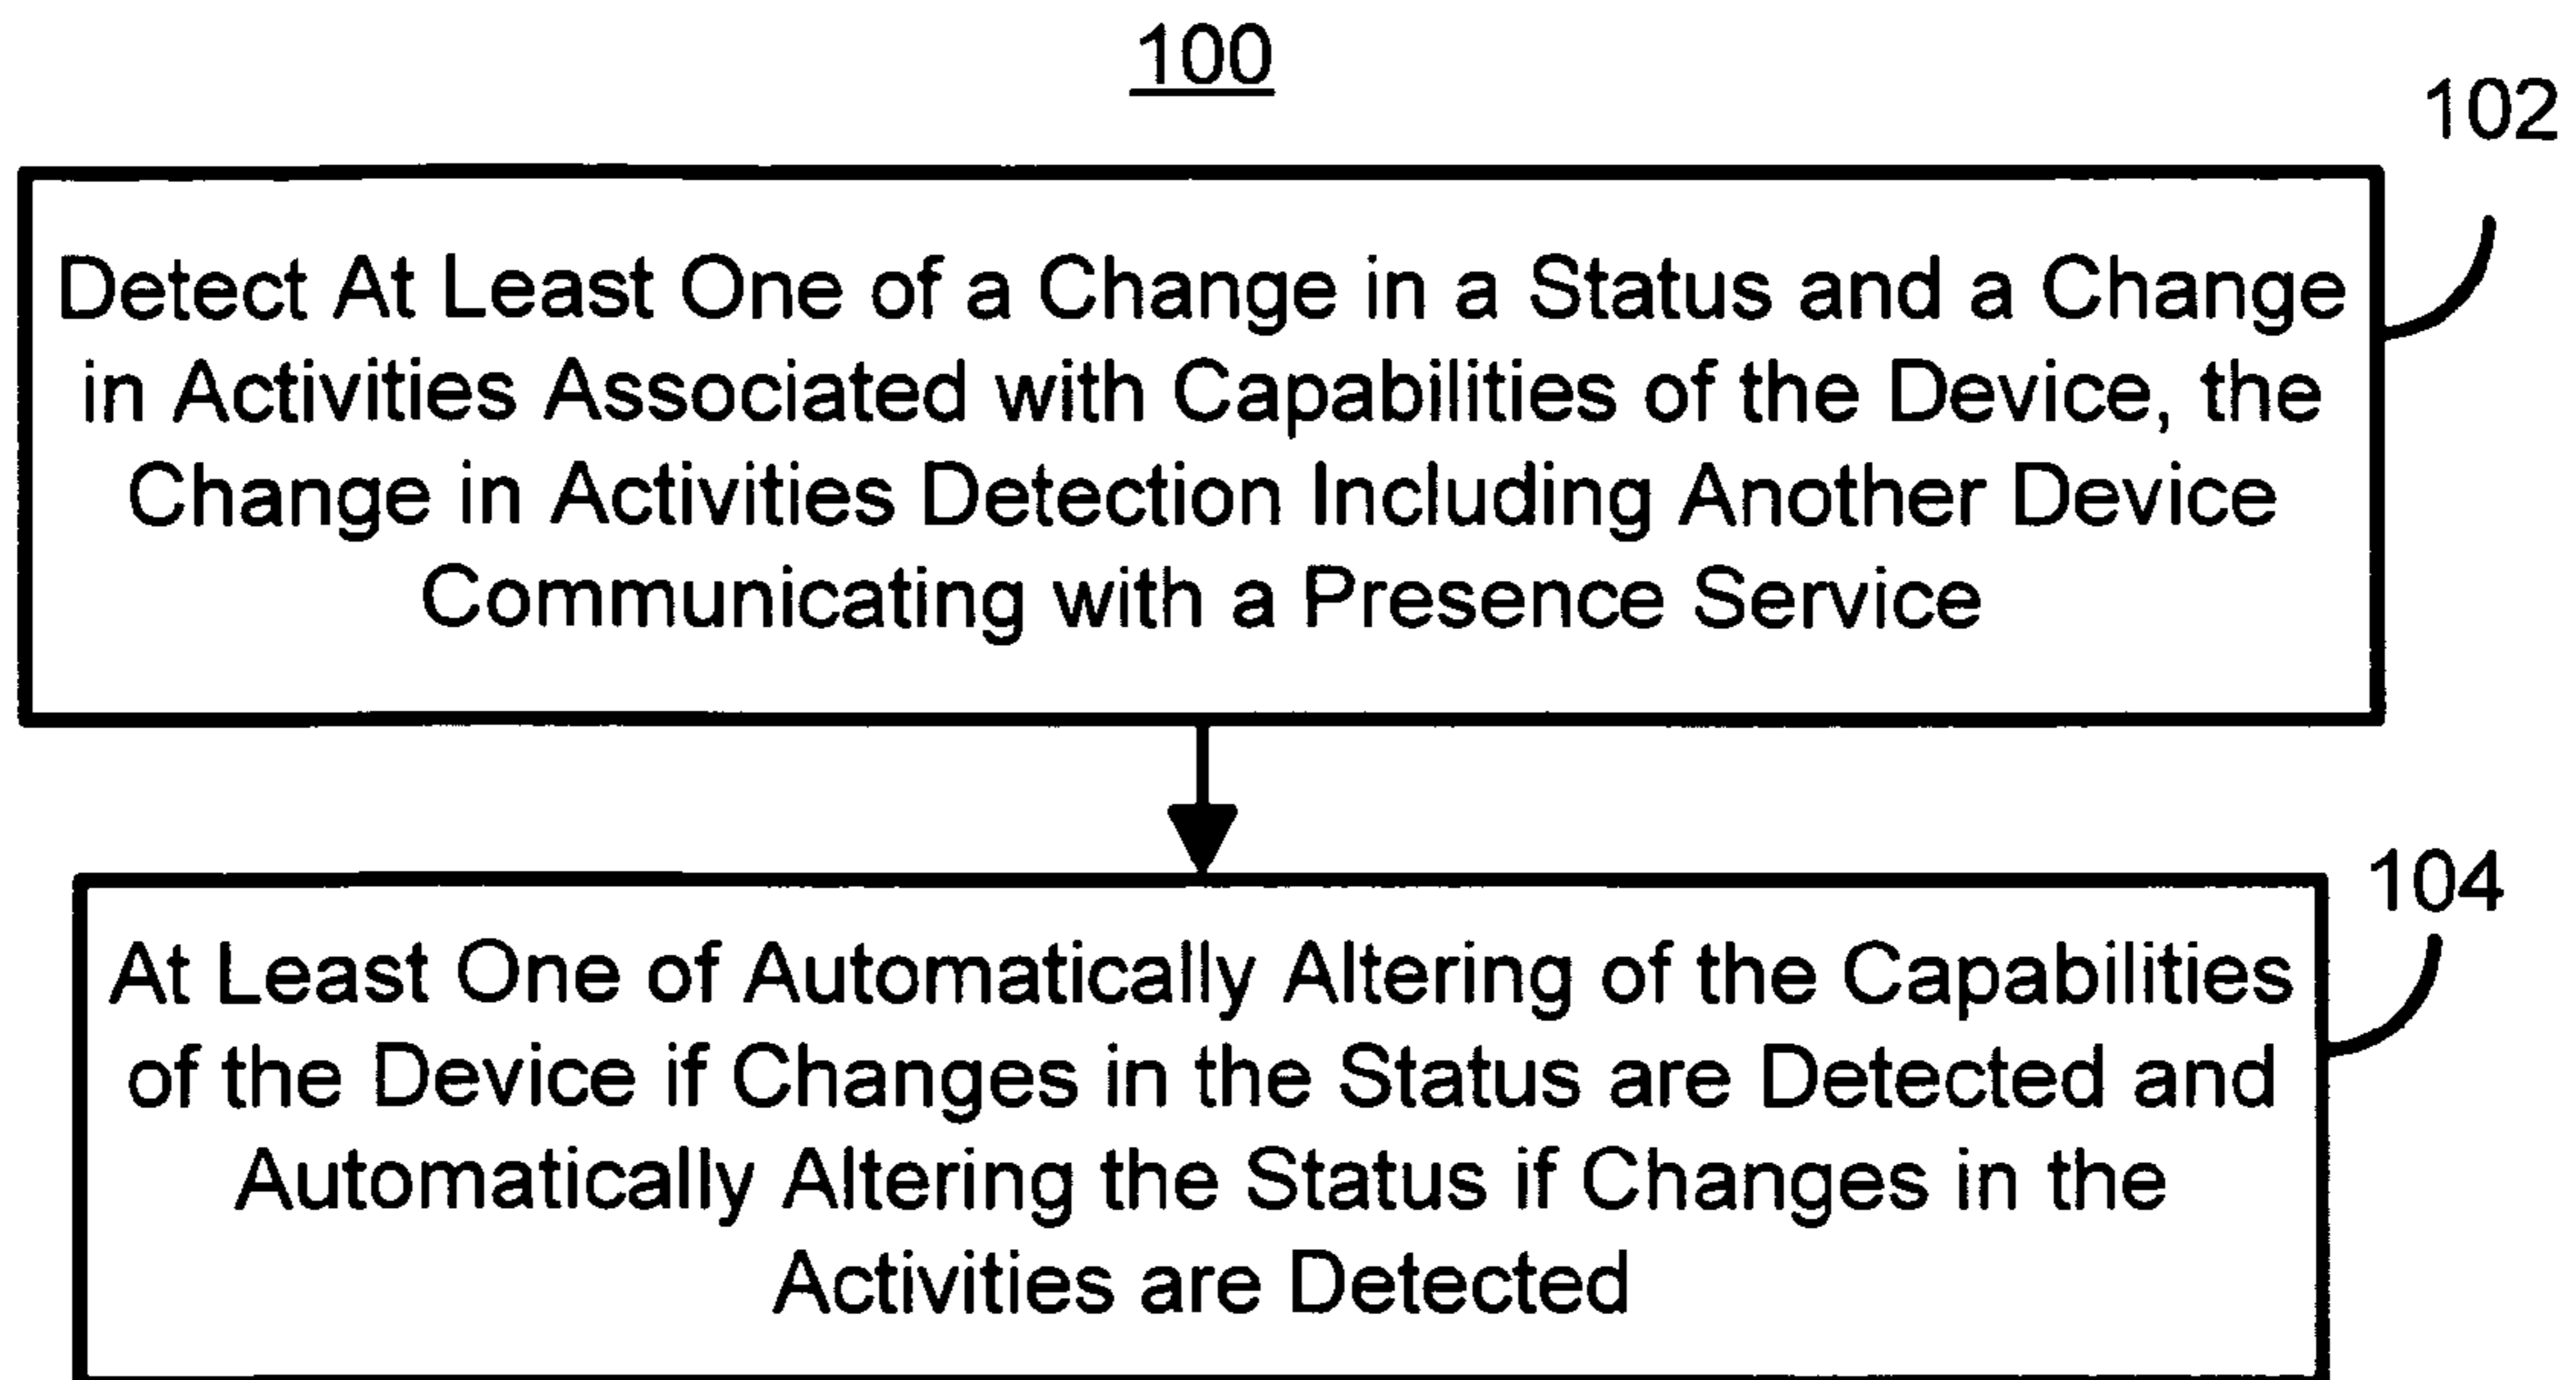 100
102
Detect At Least One of a Change in a Status and a Change
in Activities Associated with Capabilities of the Device, the
Change in Activities Detection Including Another Device
Communicating with a Presence Service
104
At Least One of Automatically Altering of the Capabilities
of the Device if Changes in the Status are Detected and
Automatically Altering the Status if Changes in the
Activities are Detected